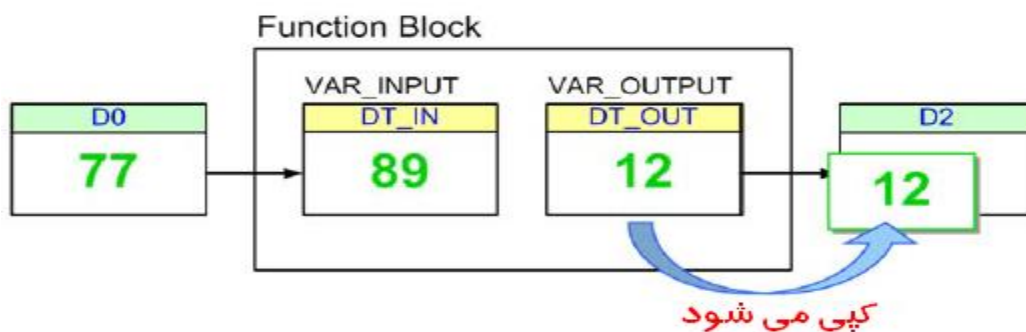 Function Block
VAR_INPUT
VAR_OUTPUT
D0
DT_IN
DT_OUT
D2
77
89
12
12
کپی می شود